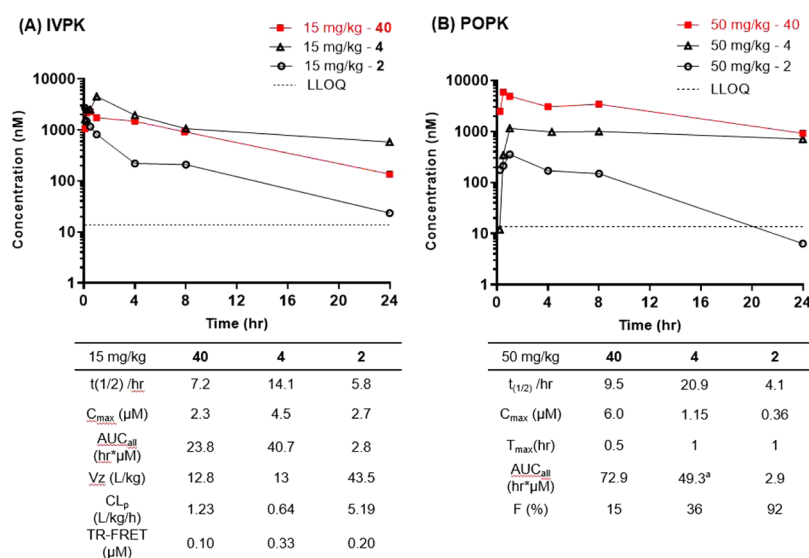 (A) IVPK
15 mg/kg - 40
15 mg/kg - 4
15 mg/kg - 2
LLOQ
Concentration (nM)
10000
1000
100
10
1
0 4 8 12 16 20 24
Time (hr)
15 mg/kg 40 4 2
t(1/2) /hr 7.2 14.1 5.8
Cmax (µM) 2.3 4.5 2.7
AUCall
(hr*µM) 23.8 40.7 2.8
Vz (L/kg) 12.8 13 43.5
CLp
(L/kg/h) 1.23 0.64 5.19
TR-FRET
(µM) 0.10 0.33 0.20
(B) POPK
50 mg/kg - 40
50 mg/kg - 4
50 mg/kg - 2
LLOQ
Concentration (nM)
10000
1000
100
10
1
0 4 8 12 16 20 24
Time (hr)
50 mg/kg 40 4 2
t(1/2) /hr 9.5 20.9 4.1
Cmax (µM) 6.0 1.15 0.36
Tmax(hr) 0.5 1 1
AUCall
(hr*µM) 72.9 49.3a 2.9
F (%) 15 36 92